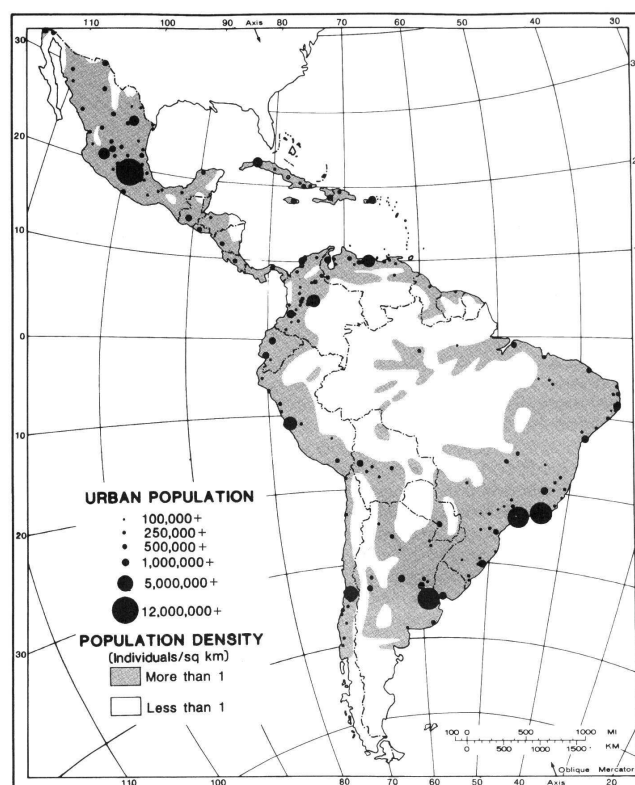 110 100 90 Axis 80 70 60 50 40 30
30
20
10
0
10
20
30
3
2
URBAN POPULATION
100,000+
250,000+
500,000+
1,000,000+
5,000,000+
12,000,000+
POPULATION DENSITY
(Individuals/sq km)
More than 1
Less than 1
100 0 500 1000 MI
0 500 1000 1500 KM
Oblique Mercator
110 100 90 80 70 60 50 40 Axis 20